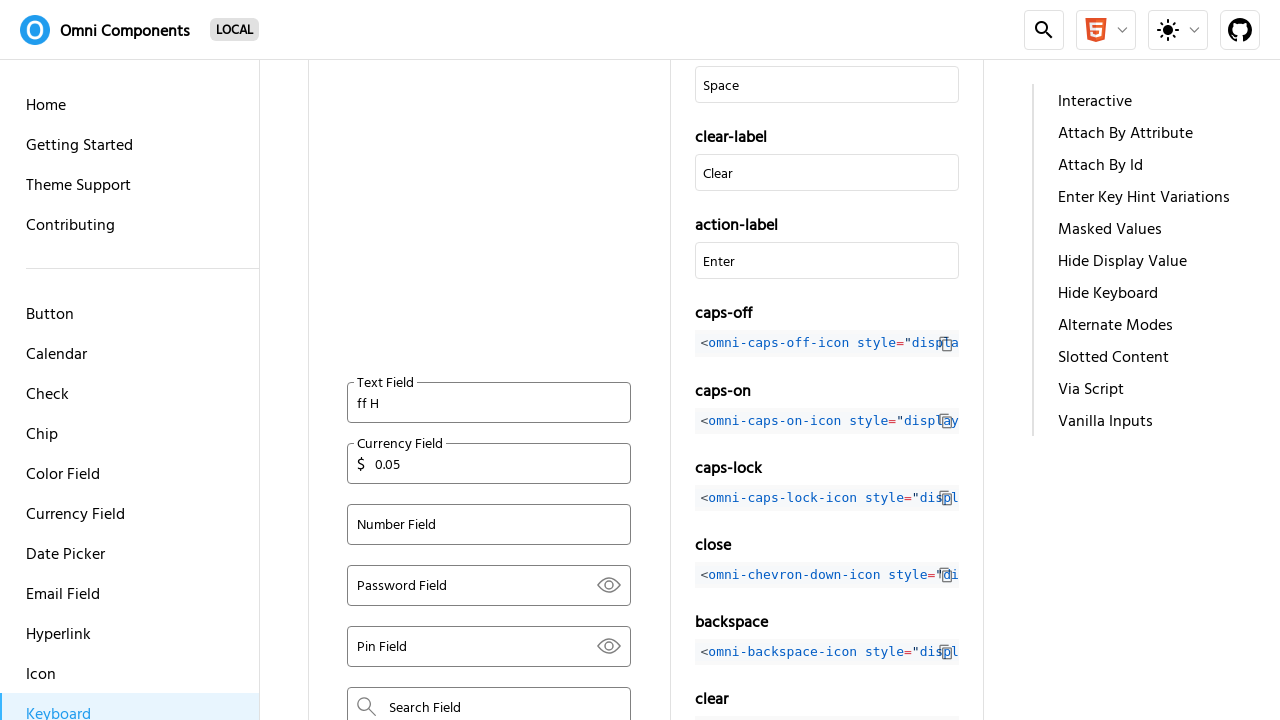 Omni Components
LOCAL
Home
Getting Started
Theme Support
Contributing
Button
Calendar
Check
Chip
Color Field
Currency Field
Date Picker
Email Field
Hyperlink
Icon
Keyboard
Text Field
ff H
Currency Field
$ 0.05
Number Field
Password Field
Pin Field
Search Field
Space
clear-label
Clear
action-label
Enter
caps-off
<omni-caps-off-icon style="displa
caps-on
<omni-caps-on-icon style="display
caps-lock
<omni-caps-lock-icon style="displ
close
<omni-chevron-down-icon style="di
backspace
<omni-backspace-icon style="displ
clear
Interactive
Attach By Attribute
Attach By Id
Enter Key Hint Variations
Masked Values
Hide Display Value
Hide Keyboard
Alternate Modes
Slotted Content
Via Script
Vanilla Inputs